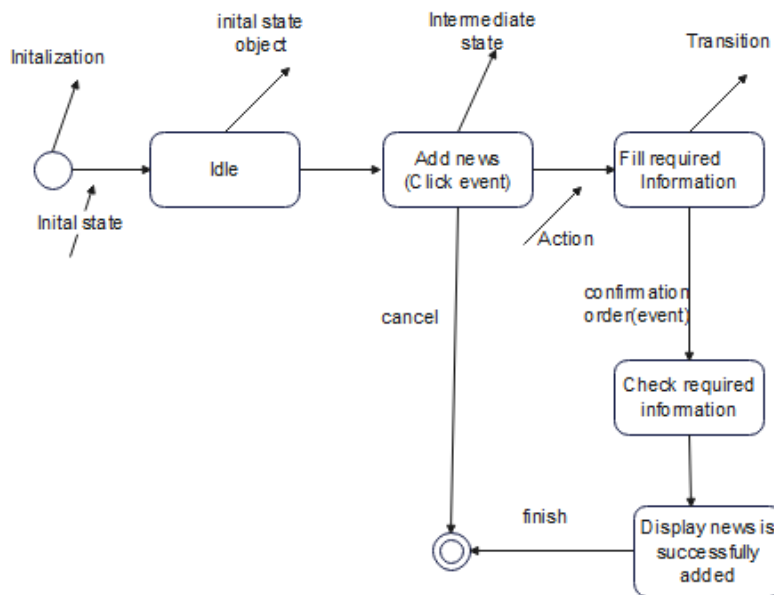 Initalization
inital state
object
Intermediate
state
Transition
Idle
Add news
(Click event)
Fill required
Information
Inital state
Action
cancel
confirmation
order(event)
Check required
information
finish
Display news is
successfully
added